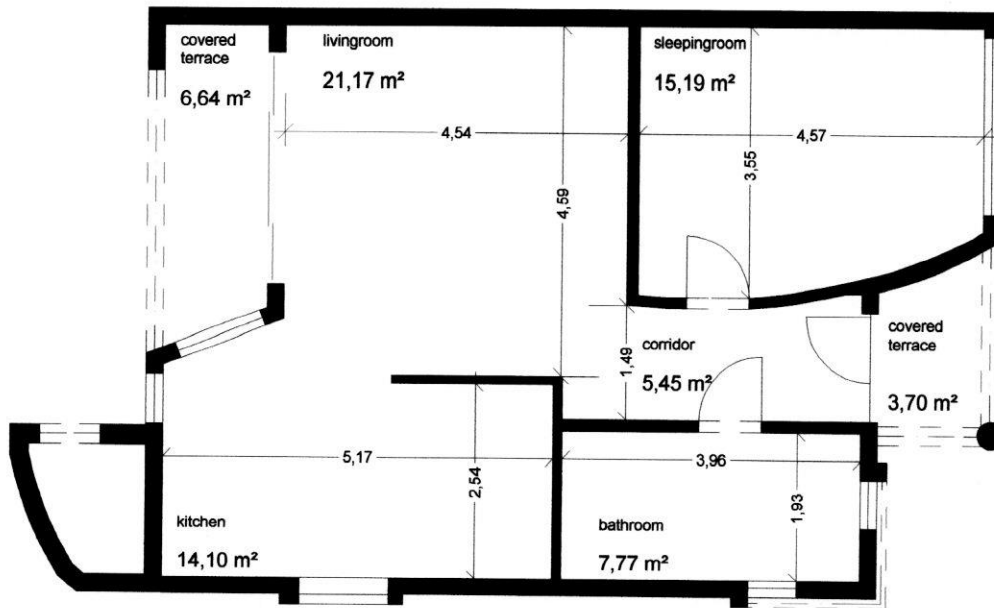 covered
terrace
6,64 m²
livingroom
21,17 m²
sleepingroom
15,19 m²
4,54
4,57
3,55
4,59
corridor
5,45 m²
1,49
covered
terrace
3,70 m²
5,17
2,54
3,96
1,93
kitchen
14,10 m²
bathroom
7,77 m²